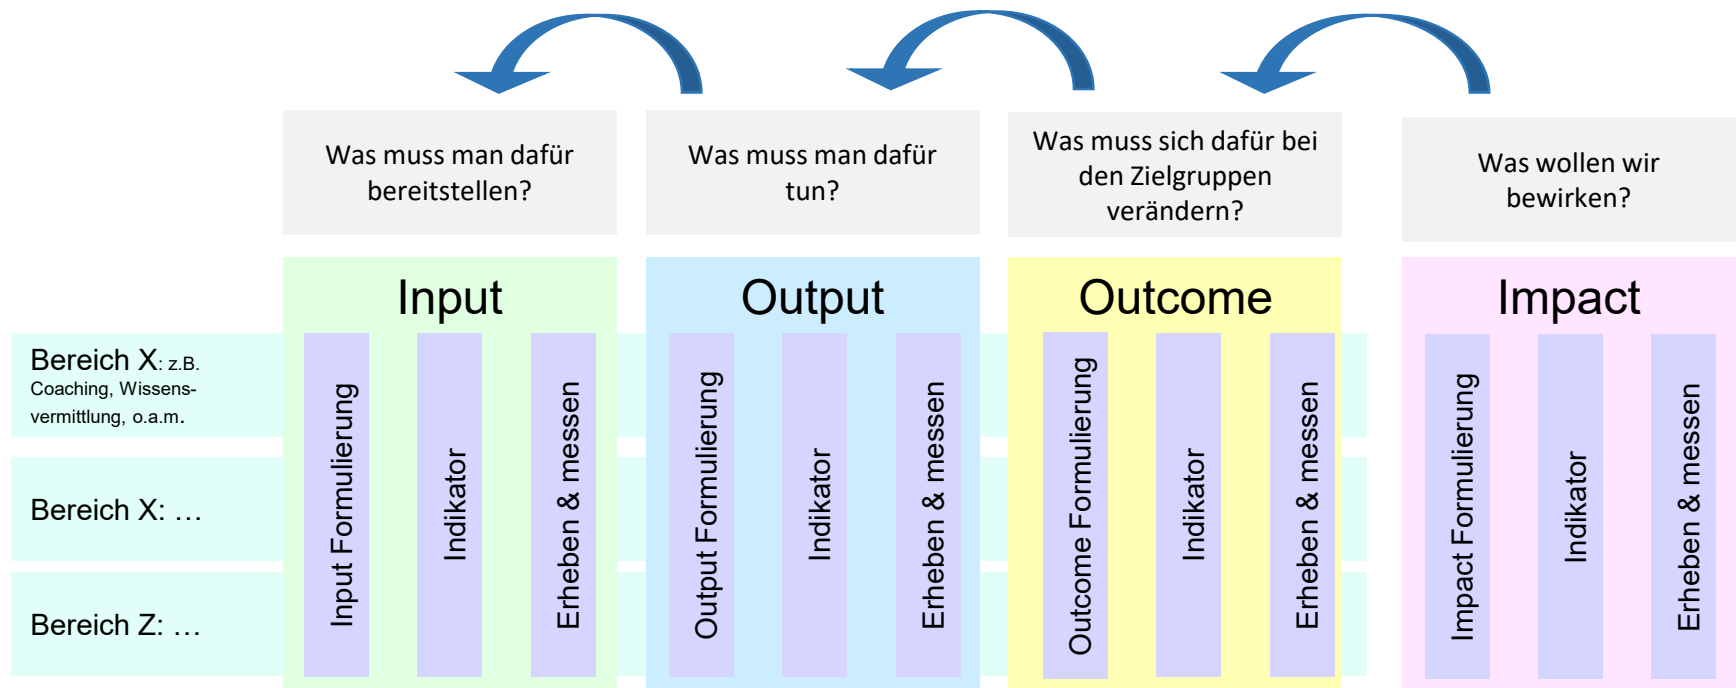 Was muss man dafür
bereitstellen?
Was muss man dafür
tun?
Was muss sich dafür bei
den Zielgruppen
verändern?
Was wollen wir
bewirken?
Input
Output
Outcome
Impact
Bereich X: z.B.
Coaching, Wissens-
vermittlung, o.a.m.
Bereich X: …
Bereich Z: …
Input Formulierung
Indikator
Erheben & messen
Output Formulierung
Indikator
Erheben & messen
Outcome Formulierung
Indikator
Erheben & messen
Impact Formulierung
Indikator
Erheben & messen